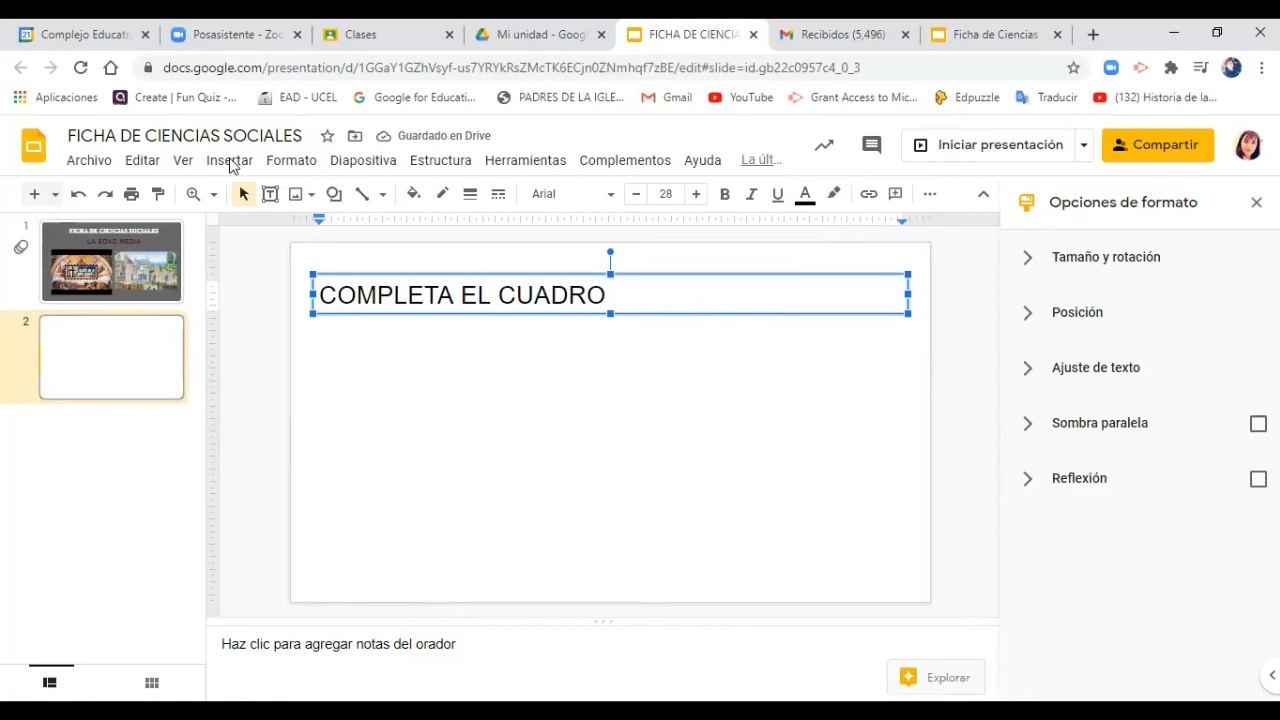 Complejo Educati
Posasistente - Zoo
Clases
Mi unidad - Goog
FICHA DE CIENCIA
Recibidos (5,496)
Ficha de Ciencias
docs.google.com/presentation/d/1GGaY1GZhVsyf-us7YRYkRsZMcTK6ECjn0ZNmhqf7zBE/edit#slide=id.gb22c0957c4_0_3
Aplicaciones
Create | Fun Quiz -...
EAD - UCEL
Google for Educati...
PADRES DE LA IGLE...
Gmail
YouTube
Grant Access to Mic...
Edpuzzle
Traducir
(132) Historia de la...
FICHA DE CIENCIAS SOCIALES
Guardado en Drive
Archivo Editar Ver Insertar Formato Diapositiva Estructura Herramientas Complementos Ayuda La últ...
Iniciar presentación
Compartir
Arial
28
B I U A
Opciones de formato
1
FICHA DE CIENCIAS SOCIALES
LA EDAD MEDIA
2
COMPLETA EL CUADRO
Tamaño y rotación
Posición
Ajuste de texto
Sombra paralela
Reflexión
Haz clic para agregar notas del orador
Explorar